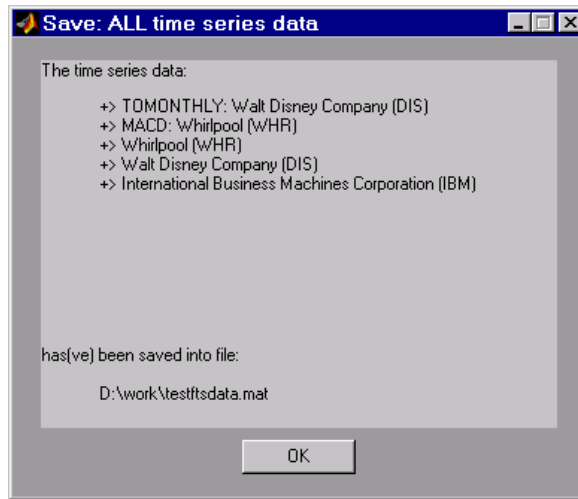 Save: ALL time series data
The time series data:
+> TOMONTHLY: Walt Disney Company (DIS)
+> MACD: Whirlpool (WHR)
+> Whirlpool (WHR)
+> Walt Disney Company (DIS)
+> International Business Machines Corporation (IBM)
has(ve) been saved into file:
D:\work\testftsdata.mat
OK